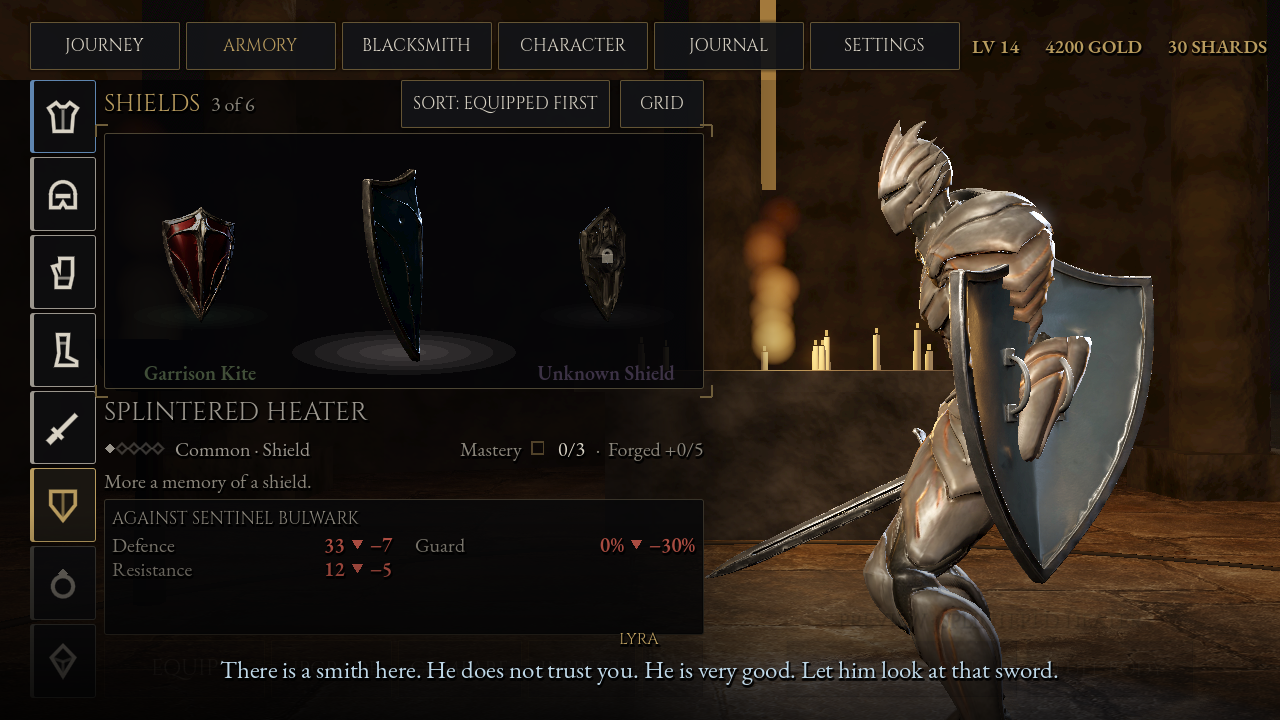 JOURNEY ARMORY BLACKSMITH CHARACTER JOURNAL SETTINGS LV 14 4200 GOLD 30 SHARDS
SHIELDS 3 of 6 SORT: EQUIPPED FIRST GRID
Garrison Kite Unknown Shield
SPLINTERED HEATER
Common · Shield Mastery 0/3 · Forged +0/5
More a memory of a shield.
AGAINST SENTINEL BULWARK
Defence 33 ▼ −7 Guard 0% ▼ −30%
Resistance 12 ▼ −5
LYRA
There is a smith here. He does not trust you. He is very good. Let him look at that sword.